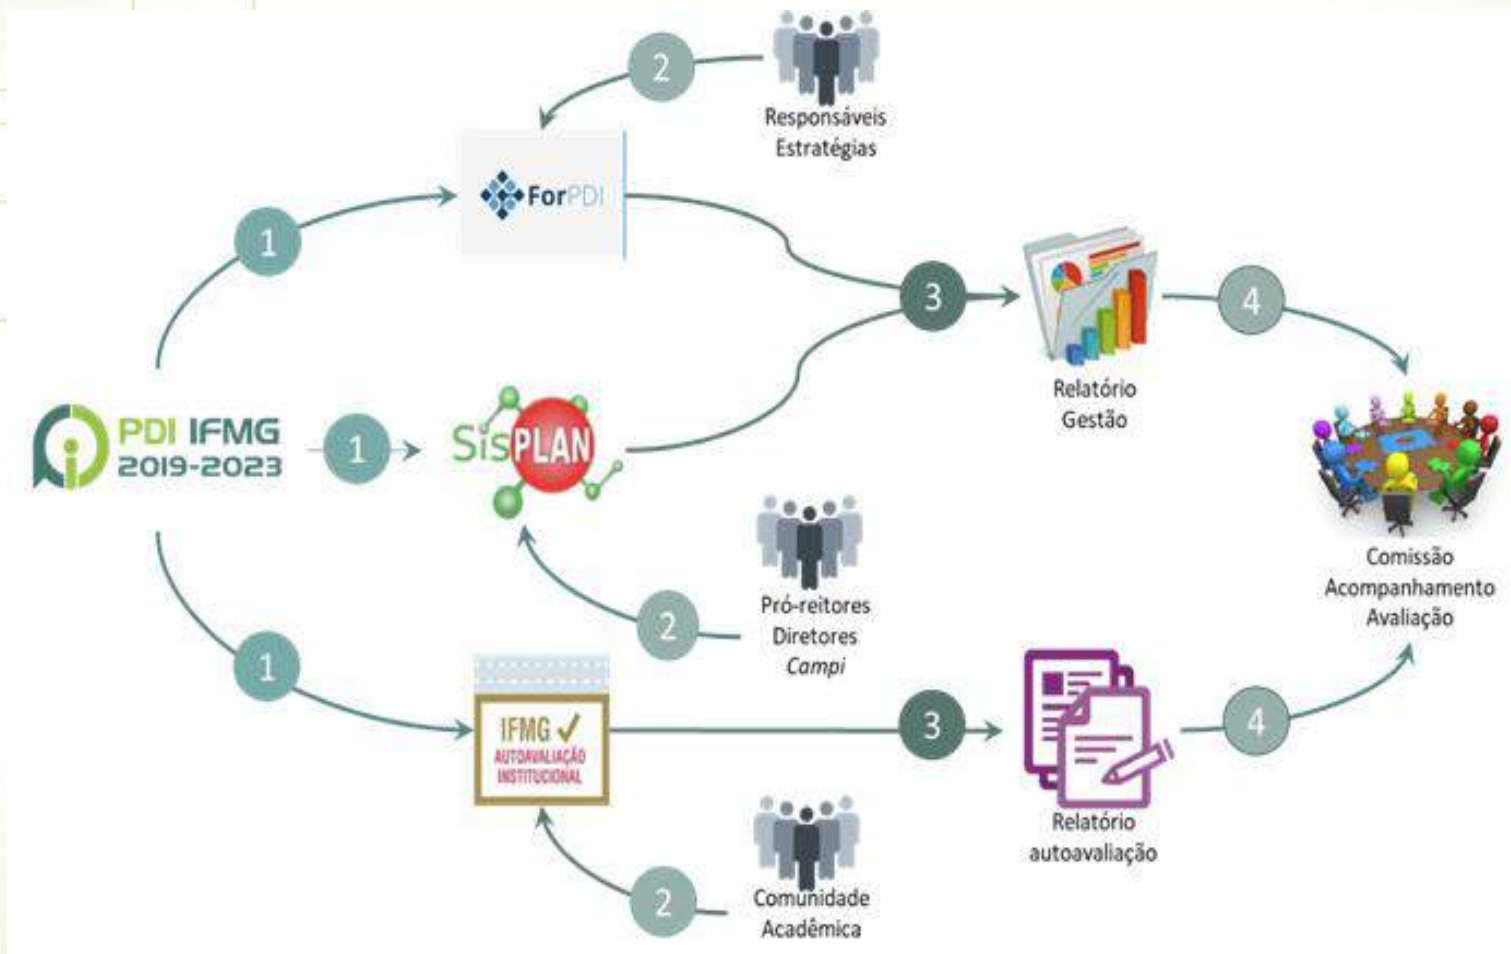 2
Responsáveis
Estratégias
1
ForPDI
3
4
Relatório
Gestão
PDI IFMG
2019-2023
1
SisPLAN
Comissão
Acompanhamento
Avaliação
2
Pró-reitores
Diretores
Campi
1
IFMG
AUTOAVALIAÇÃO
INSTITUCIONAL
3
4
Relatório
autoavaliação
2
Comunidade
Acadêmica